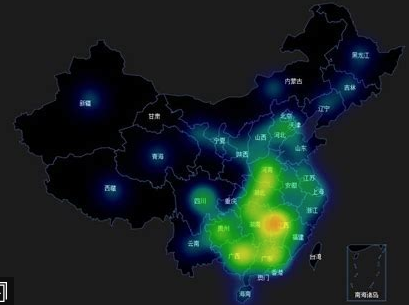 黑龙江
吉林
内蒙古
辽宁
新疆
甘肃
北京
天津
河北
山西
宁夏
山东
青海
陕西
河南
江苏
西藏
安徽
上海
湖北
四川
重庆
浙江
湖南
江西
贵州
福建
云南
广西
广东
台湾
香港
澳门
海南
南海诸岛